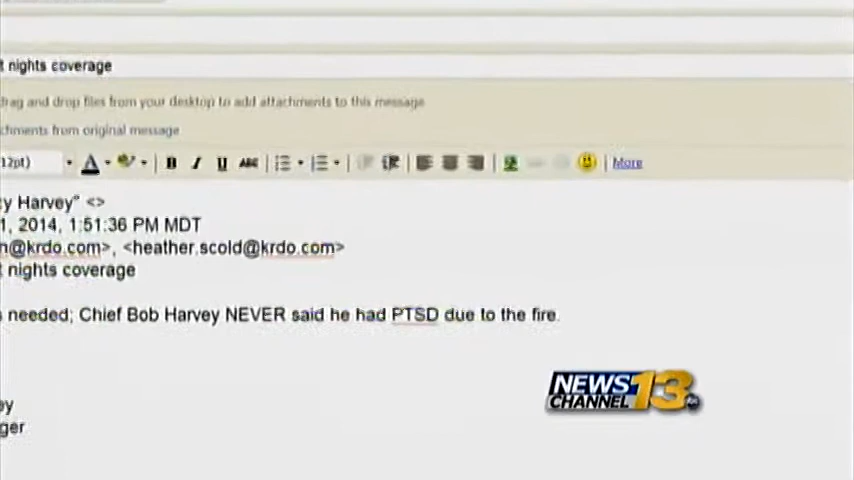 t nights coverage
drag and drop files from your desktop to add attachments to this message
chments from original message
12pt)
A
B I U ABC
More
y Harvey" <>
1, 2014, 1:51:36 PM MDT
n@krdo.com>, <heather.scold@krdo.com>
t nights coverage
s needed; Chief Bob Harvey NEVER said he had PTSD due to the fire.
ey
ger
NEWS 13
CHANNEL